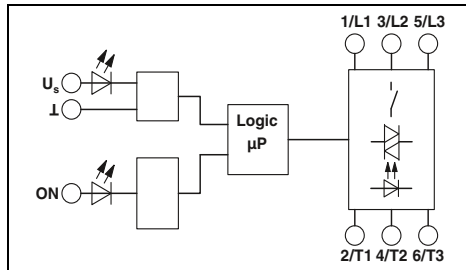 1/L1 3/L2 5/L3
Us
⊥
Logic
µP
ON
2/T1 4/T2 6/T3